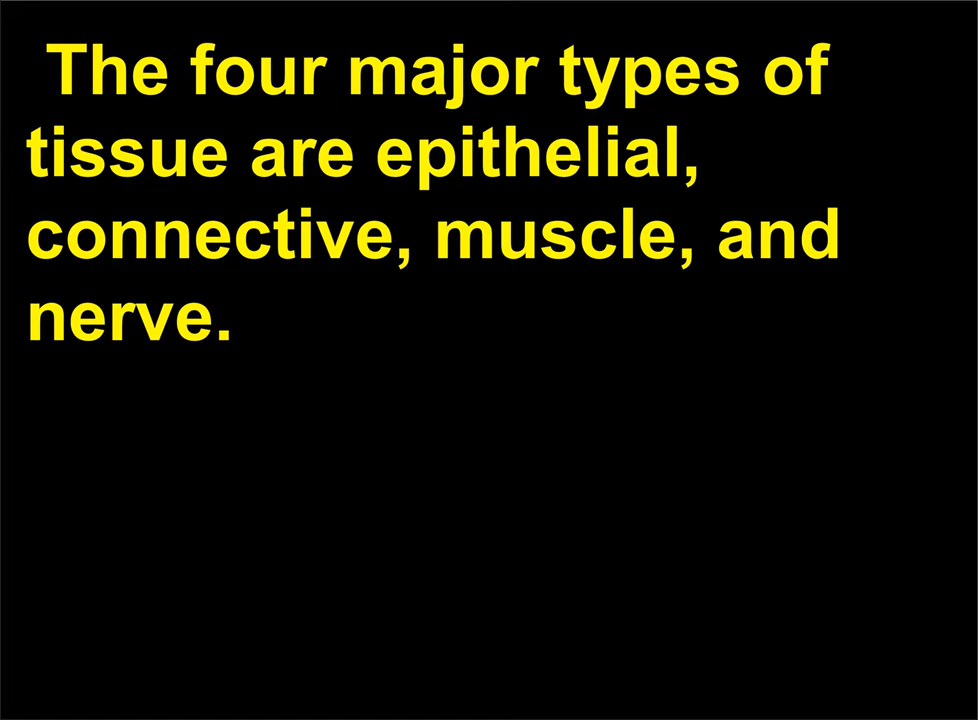 The four major types of
tissue are epithelial,
connective, muscle, and
nerve.